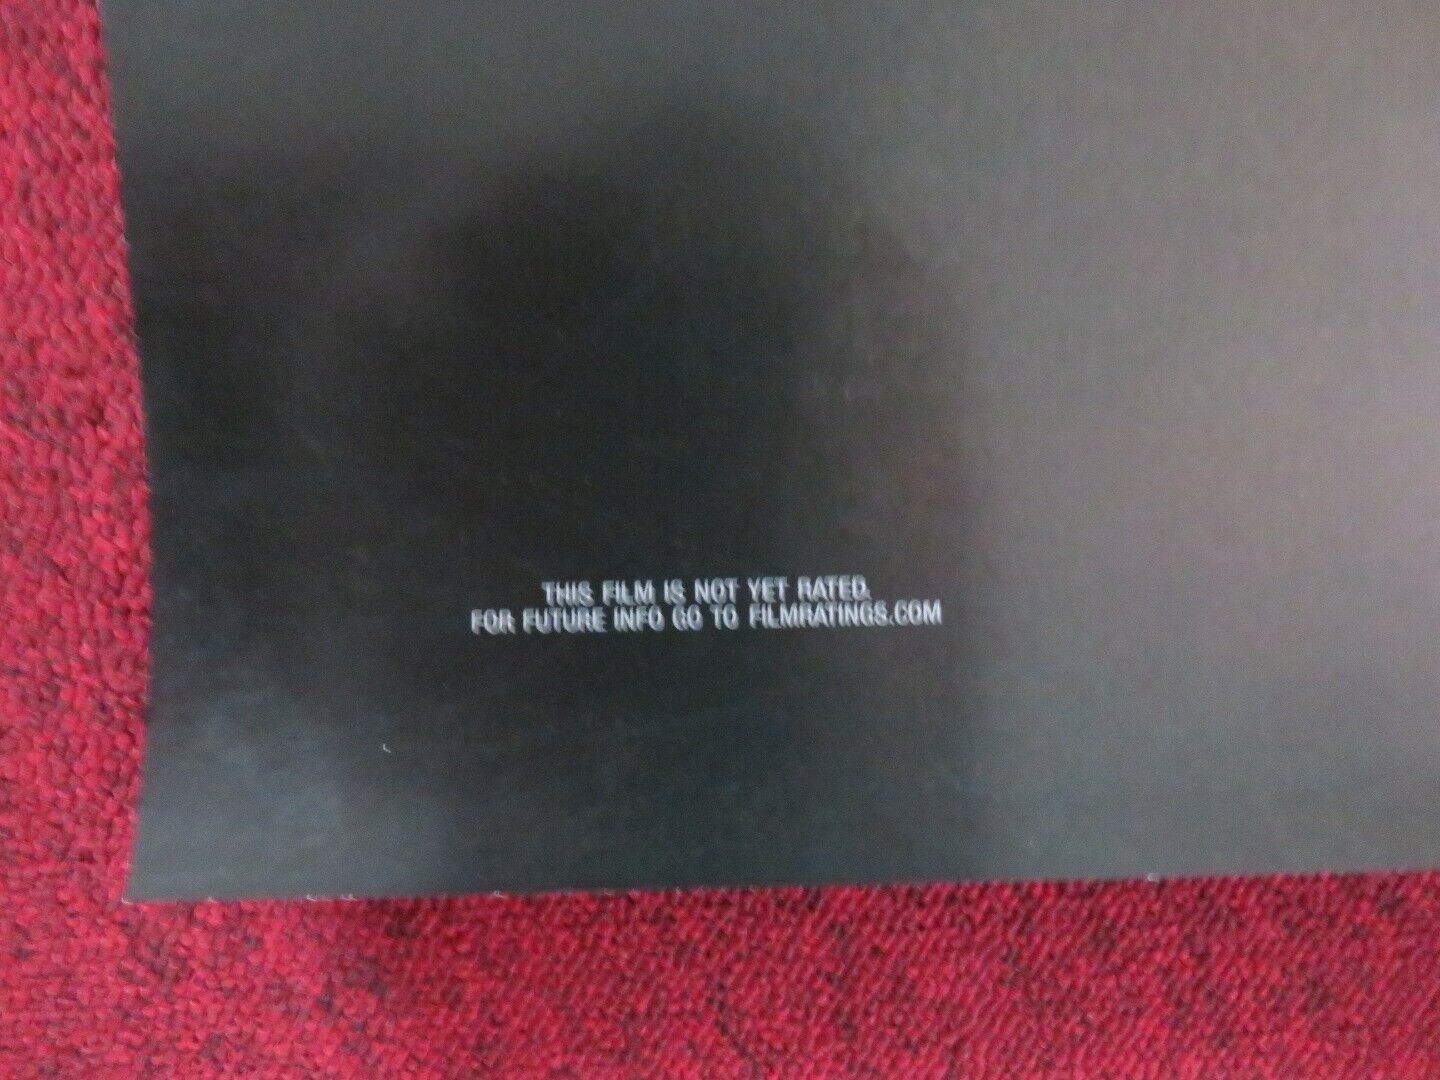 THIS FILM IS NOT YET RATED.
FOR FUTURE INFO GO TO FILMRATINGS.COM